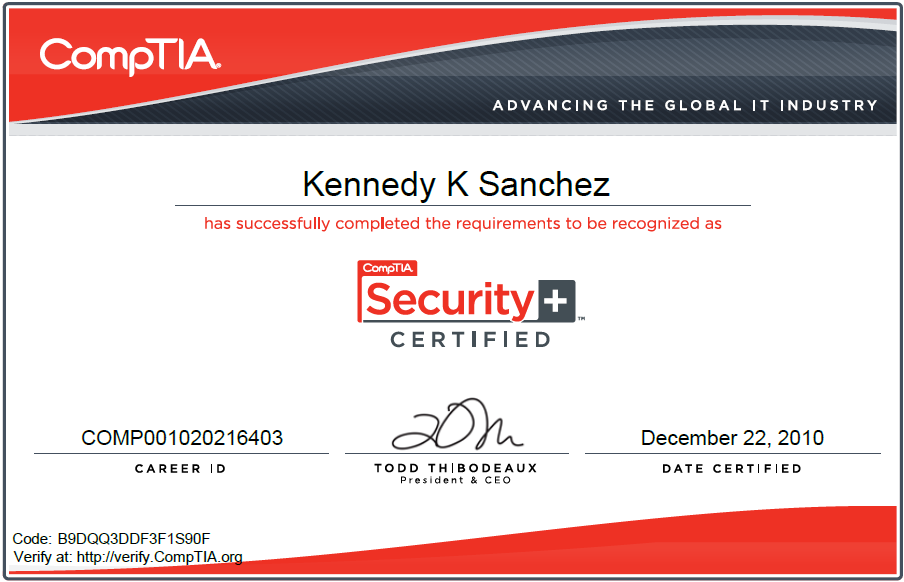 CompTIA.
ADVANCING THE GLOBAL IT INDUSTRY
Kennedy K Sanchez
has successfully completed the requirements to be recognized as
CompTIA.
Security+™
CERTIFIED
COMP001020216403
CAREER ID
TODD THIBODEAUX
President & CEO
December 22, 2010
DATE CERTIFIED
Code: B9DQQ3DDF3F1S90F
Verify at: http://verify.CompTIA.org